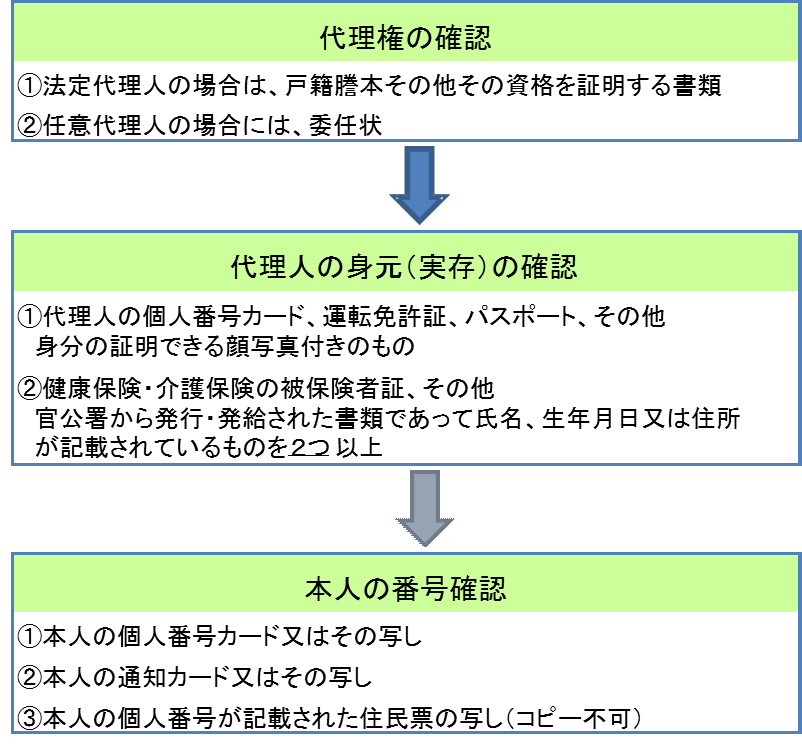 代理権の確認
①法定代理人の場合は、戸籍謄本その他その資格を証明する書類
②任意代理人の場合には、委任状
代理人の身元（実存）の確認
①代理人の個人番号カード、運転免許証、パスポート、その他
身分の証明できる顔写真付きのもの
②健康保険・介護保険の被保険者証、その他
官公署から発行・発給された書類であって氏名、生年月日又は住所
が記載されているものを２つ以上
本人の番号確認
①本人の個人番号カード又はその写し
②本人の通知カード又はその写し
③本人の個人番号が記載された住民票の写し（コピー不可）